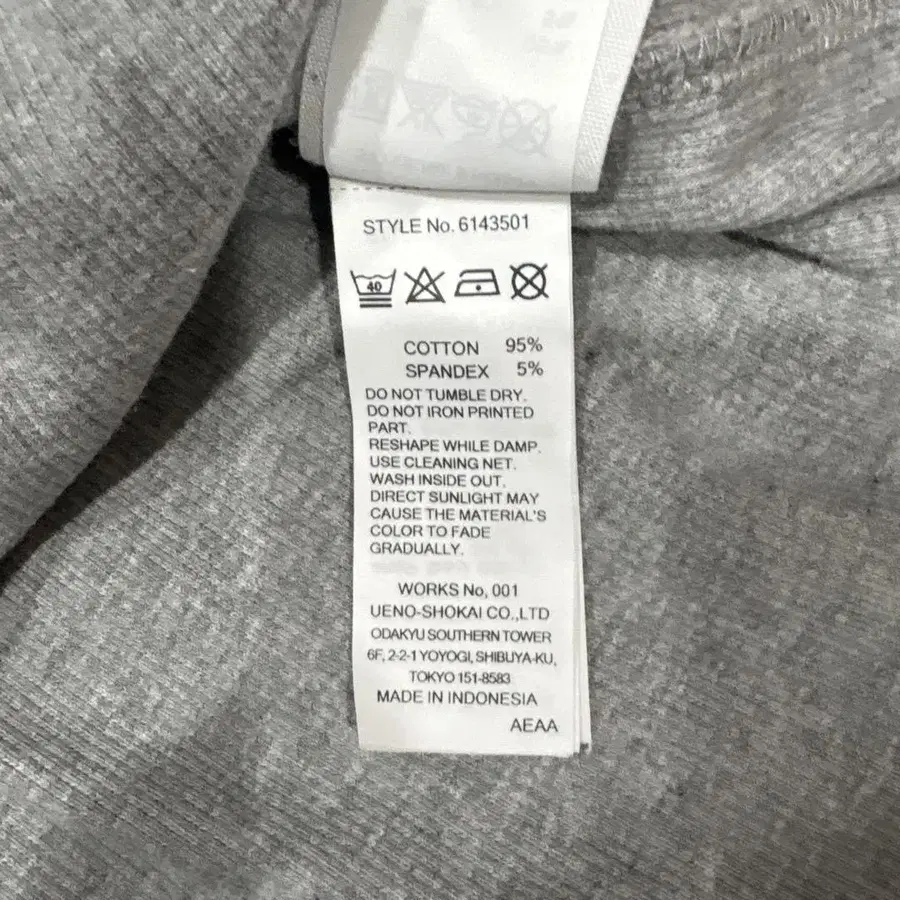 STYLE No. 6143501
40
COTTON 95%
SPANDEX 5%
DO NOT TUMBLE DRY.
DO NOT IRON PRINTED
PART.
RESHAPE WHILE DAMP.
USE CLEANING NET.
WASH INSIDE OUT.
DIRECT SUNLIGHT MAY
CAUSE THE MATERIAL'S
COLOR TO FADE
GRADUALLY.
WORKS No, 001
UENO-SHOKAI CO.,LTD
ODAKYU SOUTHERN TOWER
6F, 2-2-1 YOYOGI, SHIBUYA-KU,
TOKYO 151-8583
MADE IN INDONESIA
AEAA